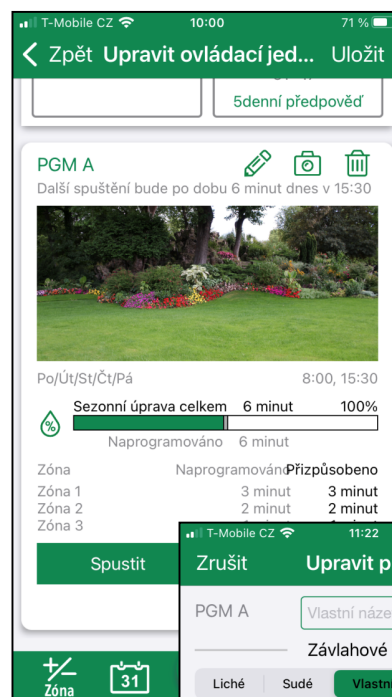 T-Mobile CZ 10:00 71 %
Zpět Upravit ovládací jed... Uložit
5denní předpověď
PGM A
Další spuštění bude po dobu 6 minut dnes v 15:30
Po/Út/St/Čt/Pá 8:00, 15:30
Sezonní úprava celkem 6 minut 100%
%
Naprogramováno 6 minut
Zóna Naprogramováno Přizpůsobeno
Zóna 1 3 minut 3 minut
Zóna 2 2 minut 2 minut
Zóna 3
Spustit
Zóna
31
T-Mobile CZ 11:22
Zrušit Upravit p
PGM A Vlastní náze
Závlahové
Liché Sudé Vlastn